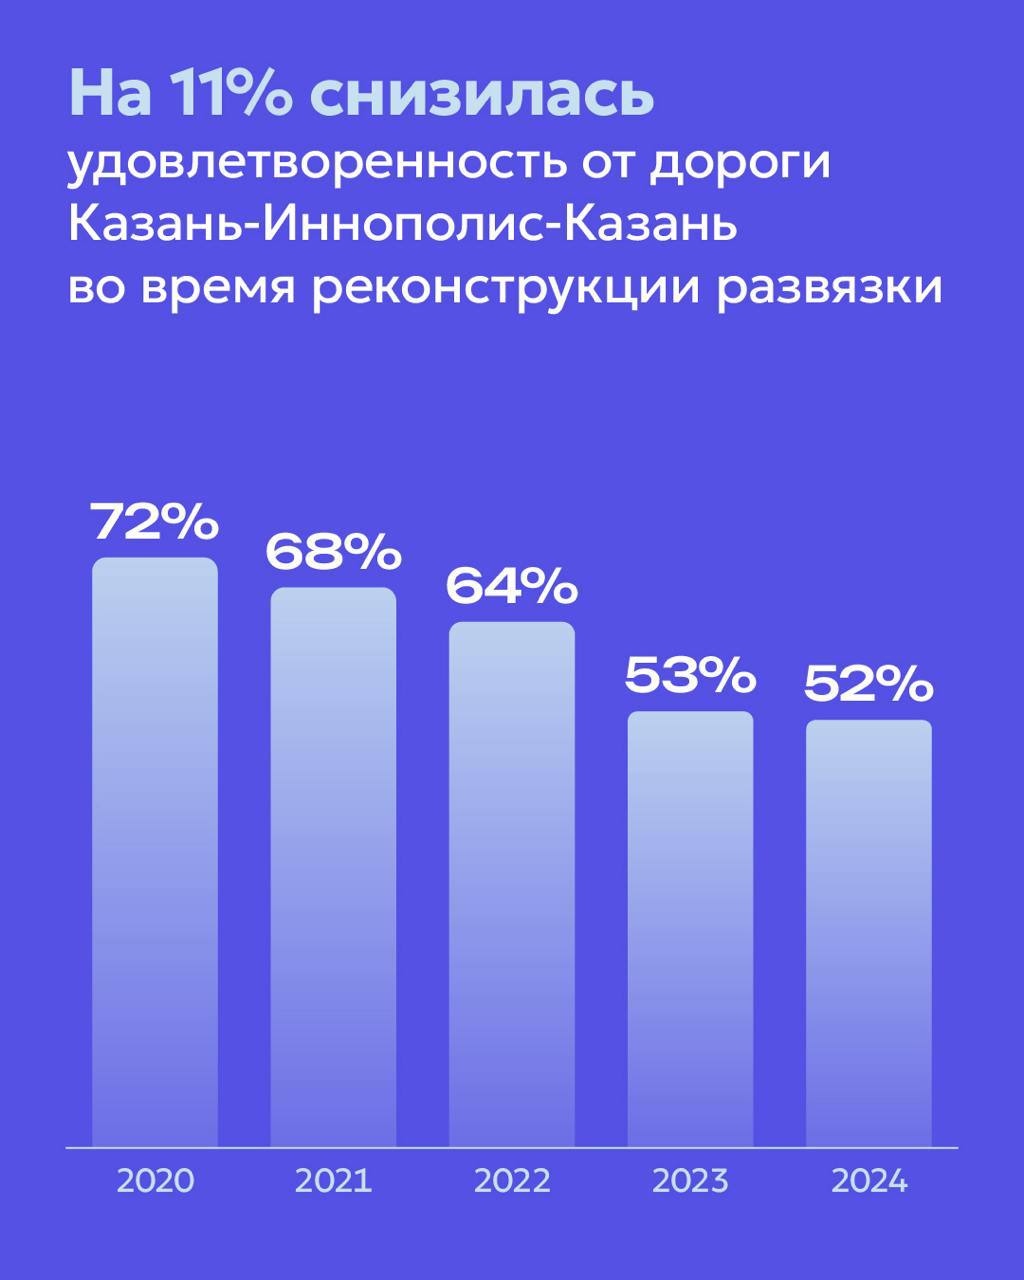 На 11% снизилась
удовлетворенность от дороги
Казань-Иннополис-Казань
во время реконструкции развязки
72%
68%
64%
53%
52%
2020
2021
2022
2023
2024